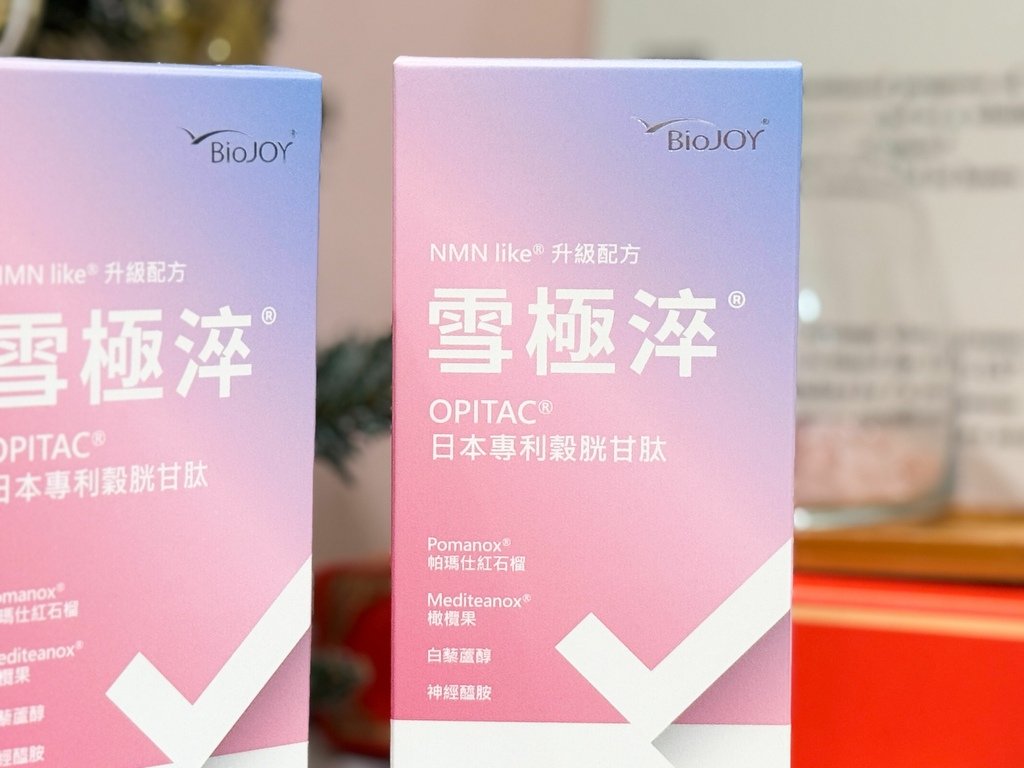 BioJOY®
MN like® 升級配方
雪極淬®
OPITAC®
日本專利穀胱甘肽
omanox®
瑪仕紅石榴
editeanox®
欖果
藜蘆醇
經醯胺
BioJOY®
NMN like® 升級配方
雪極淬®
OPITAC®
日本專利穀胱甘肽
Pomanox®
帕瑪仕紅石榴
Mediteanox®
橄欖果
白藜蘆醇
神經醯胺